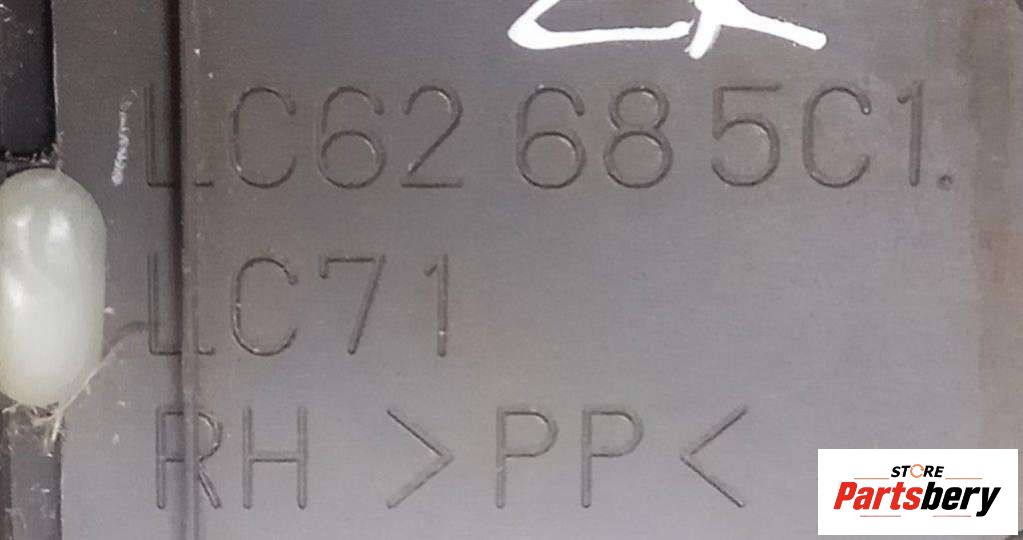 LC62 68 5C1.
LC71
RH >PP<
STORE
Partsbery